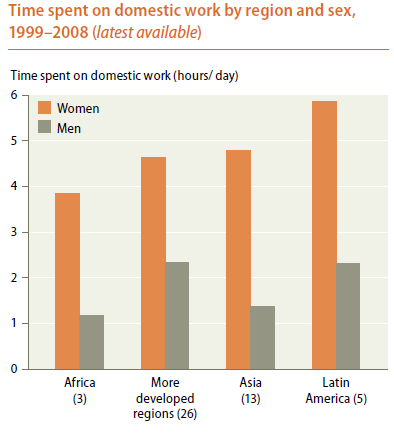 Time spent on domestic work by region and sex,
1999–2008 (latest available)
Time spent on domestic work (hours/ day)
6
Women
Men
5
4
3
2
1
0
Africa
(3)
More
developed
regions (26)
Asia
(13)
Latin
America (5)